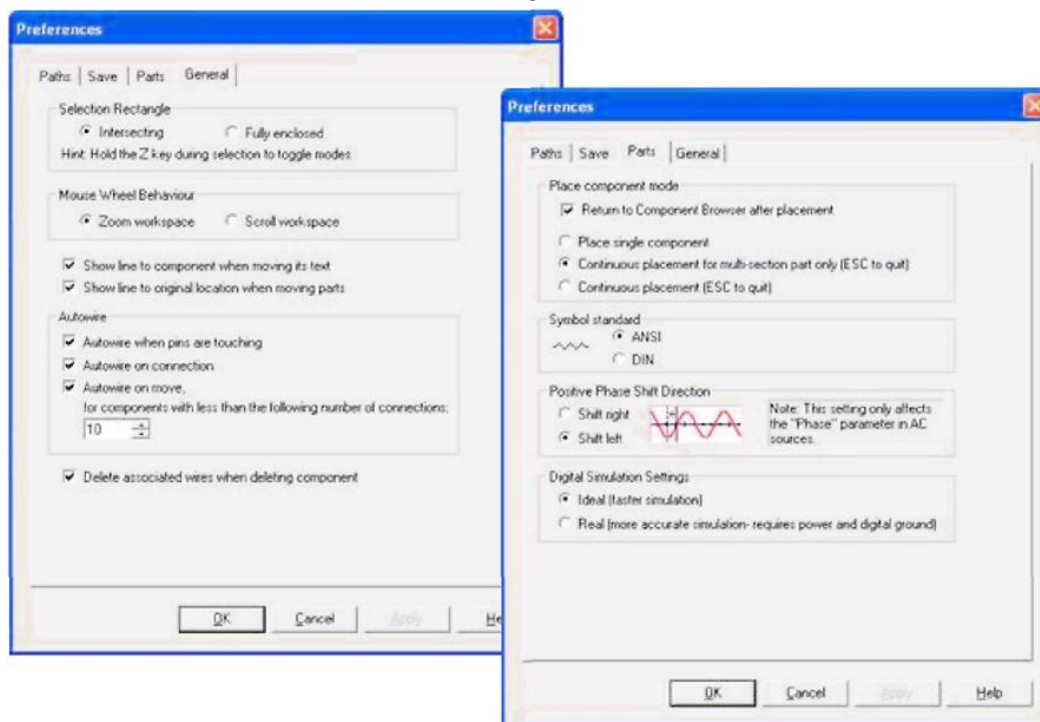 Preferences
Paths | Save | Parts General
Selection Rectangle
Intersecting Fully enclosed
Hint: Hold the Z key during selection to toggle modes
Mouse Wheel Behaviour
Zoom workspace Scroll workspace
Show line to component when moving its text
Show line to original location when moving parts
Autowire
Autowire when pins are touching
Autowire on connection
Autowire on move,
for components with less than the following number of connections:
10
Delete associated wires when deleting component
OK Cancel Apply He
Preferences
Paths | Save Parts General
Place component mode
Return to Component Browser after placement
Place single component
Continuous placement for multi-section part only (ESC to quit)
Continuous placement (ESC to quit)
Symbol standard
ANSI
DIN
Positive Phase Shift Direction
Shift right
Shift left
Note: This setting only affects
the "Phase" parameter in AC
sources.
Digital Simulation Settings
Ideal (faster simulation)
Real (more accurate simulation- requires power and digital ground)
OK Cancel Apply Help